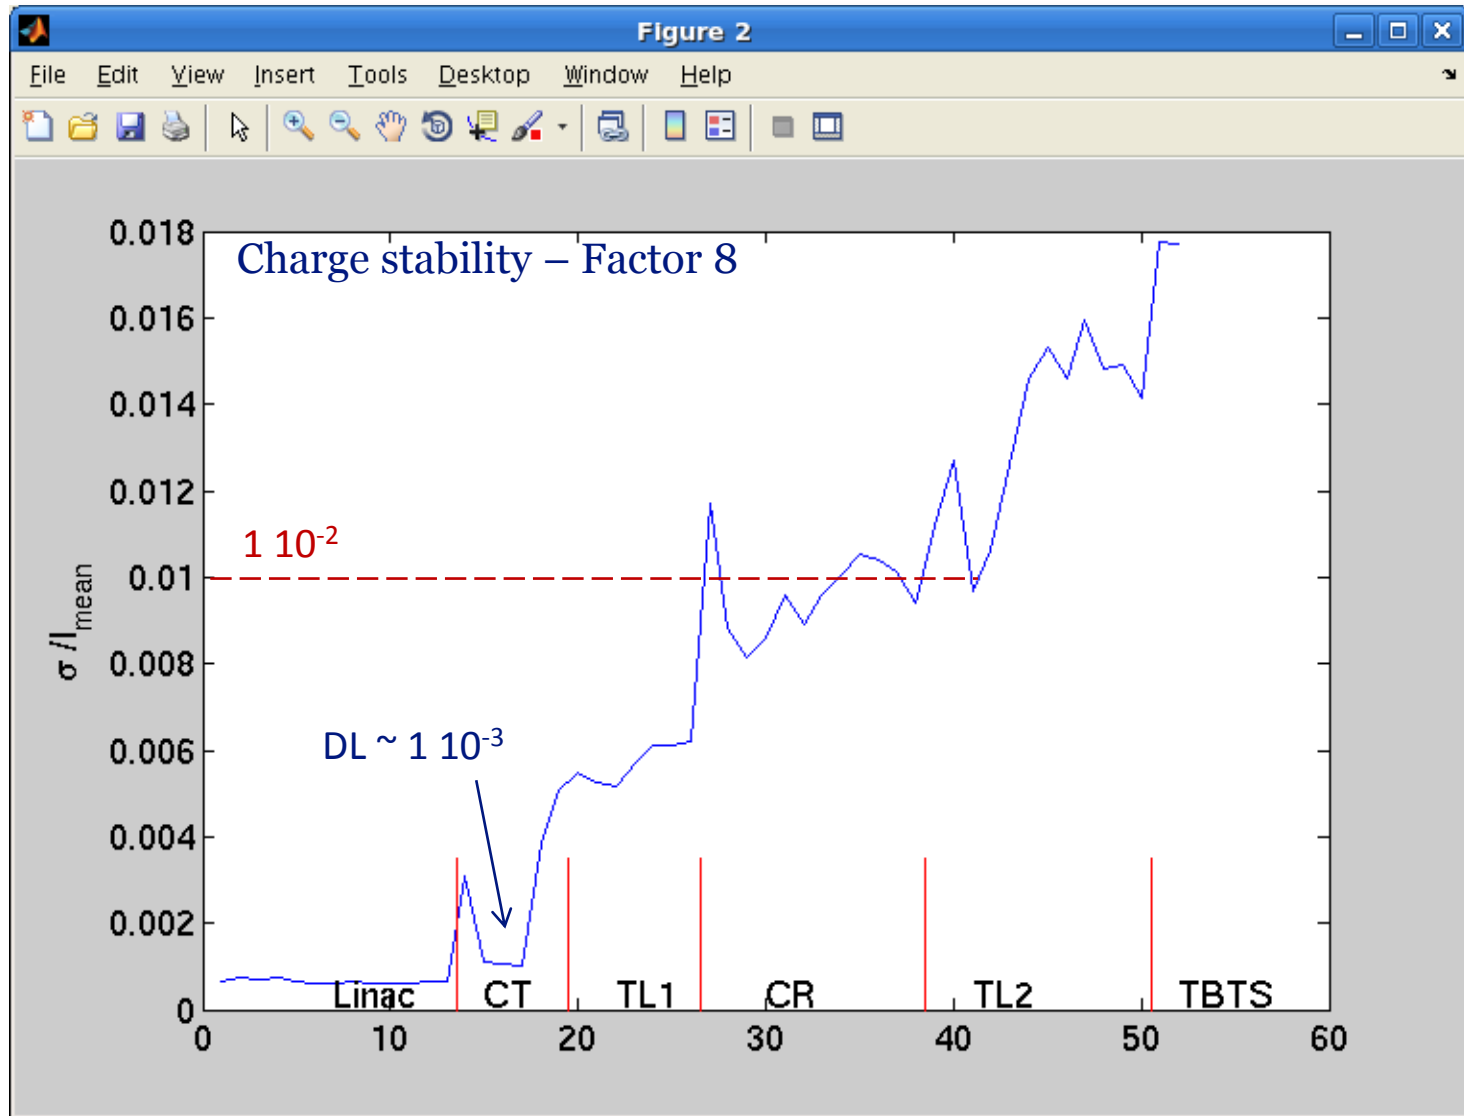 Figure 2
File Edit View Insert Tools Desktop Window Help
0.018
Charge stability – Factor 8
0.016
0.014
0.012
1 10-2
0.01
σ /Imean
0.008
0.006
DL ~ 1 10-3
0.004
0.002
0
Linac CT TL1 CR TL2 TBTS
0 10 20 30 40 50 60